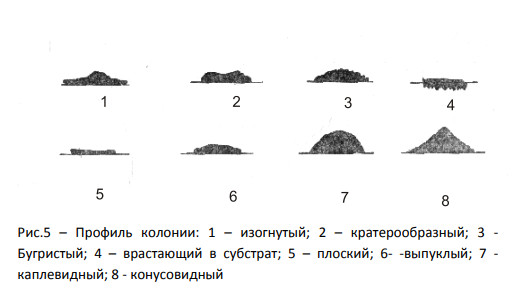 1 2 3 4
5 6 7 8
Рис.5 – Профиль колонии: 1 – изогнутый; 2 – кратерообразный; 3 -
Бугристый; 4 – врастающий в субстрат; 5 – плоский; 6- -выпуклый; 7 -
каплевидный; 8 - конусовидный